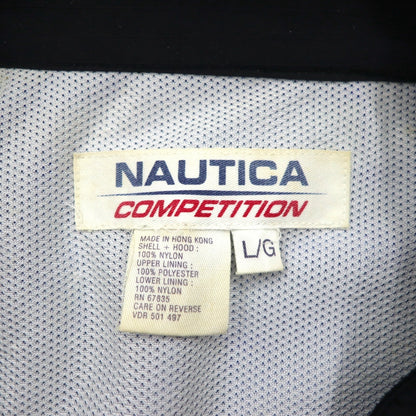 NAUTICA
COMPETITION
L/G
MADE IN HONG KONG
SHELL + HOOD :
100% NYLON
UPPER LINING :
100% POLYESTER
LOWER LINING :
100% NYLON
RN 67835
CARE ON REVERSE
VDR 501 497